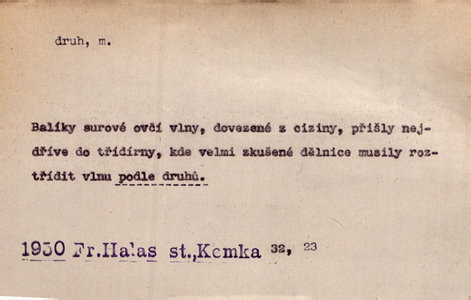 druh, m.
Balíky surové ovčí vlny, dovezené z ciziny, přišly nej-
dříve do třídírny, kde velmi zkušené dělnice musily roz-
třídit vlnu podle druhů.
1950 Fr.Halas st.,Kemka 32, 23